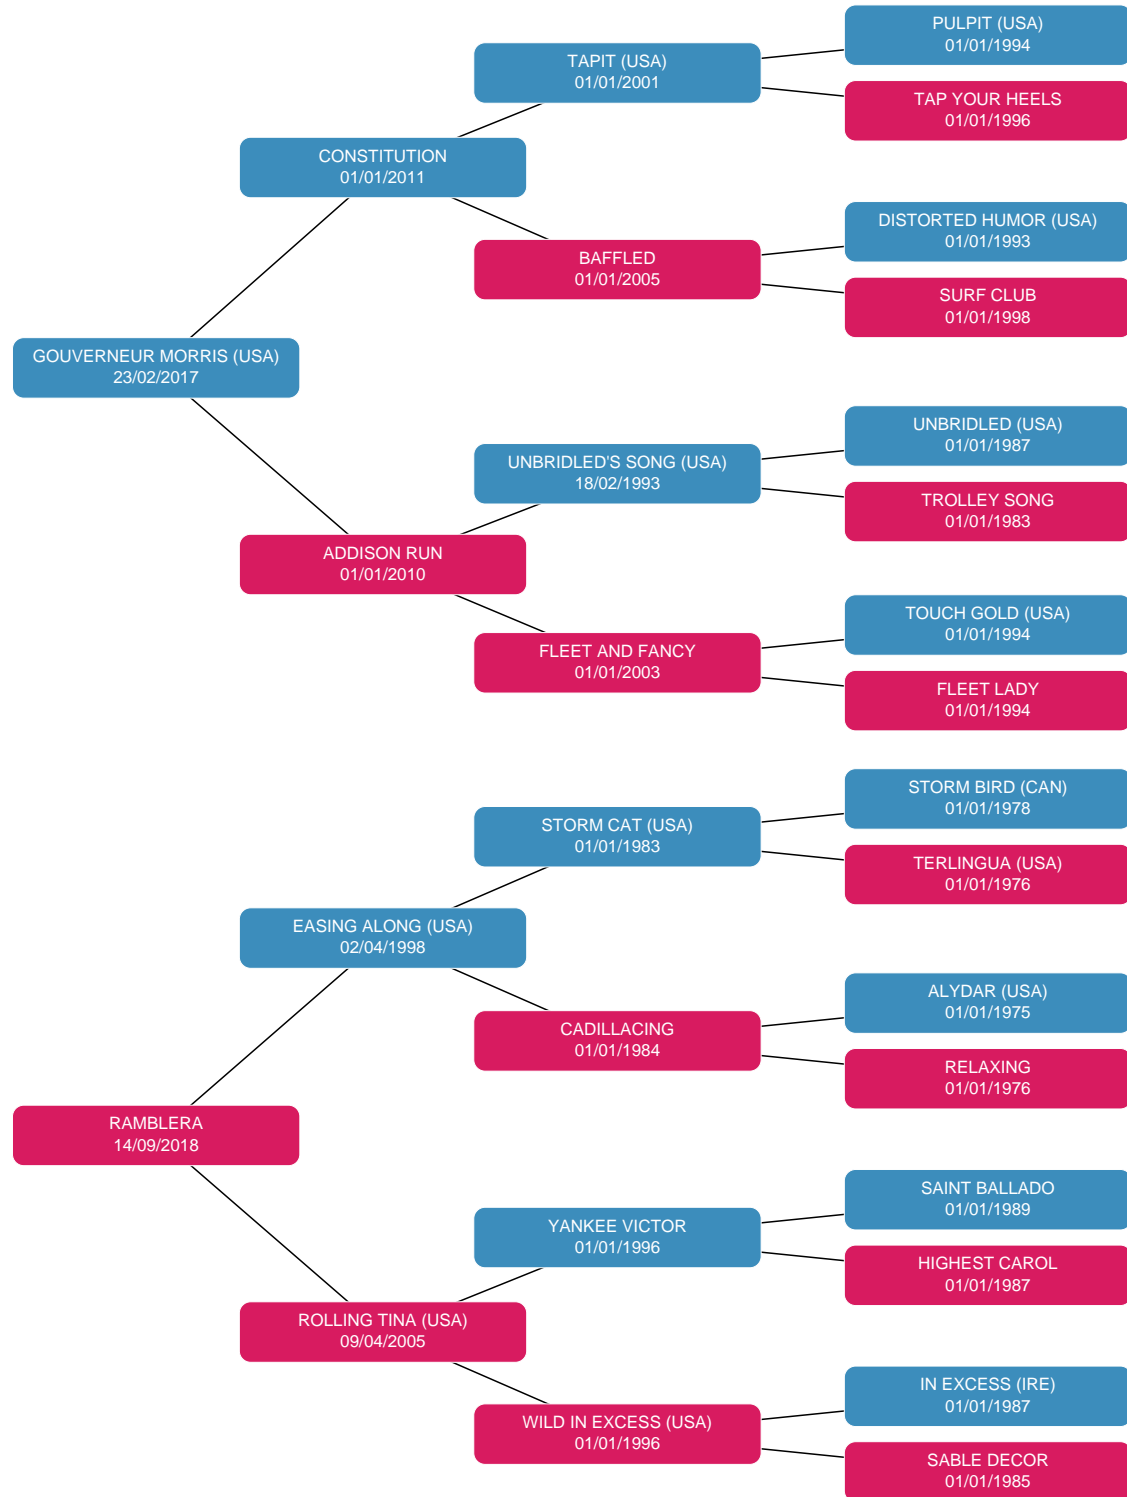 PULPIT (USA)
01/01/1994
TAPIT (USA)
01/01/2001
TAP YOUR HEELS
01/01/1996
CONSTITUTION
01/01/2011
DISTORTED HUMOR (USA)
01/01/1993
BAFFLED
01/01/2005
SURF CLUB
01/01/1998
GOUVERNEUR MORRIS (USA)
23/02/2017
UNBRIDLED (USA)
01/01/1987
UNBRIDLED'S SONG (USA)
18/02/1993
TROLLEY SONG
01/01/1983
ADDISON RUN
01/01/2010
TOUCH GOLD (USA)
01/01/1994
FLEET AND FANCY
01/01/2003
FLEET LADY
01/01/1994
STORM BIRD (CAN)
01/01/1978
STORM CAT (USA)
01/01/1983
TERLINGUA (USA)
01/01/1976
EASING ALONG (USA)
02/04/1998
ALYDAR (USA)
01/01/1975
CADILLACING
01/01/1984
RELAXING
01/01/1976
RAMBLERA
14/09/2018
SAINT BALLADO
01/01/1989
YANKEE VICTOR
01/01/1996
HIGHEST CAROL
01/01/1987
ROLLING TINA (USA)
09/04/2005
IN EXCESS (IRE)
01/01/1987
WILD IN EXCESS (USA)
01/01/1996
SABLE DECOR
01/01/1985